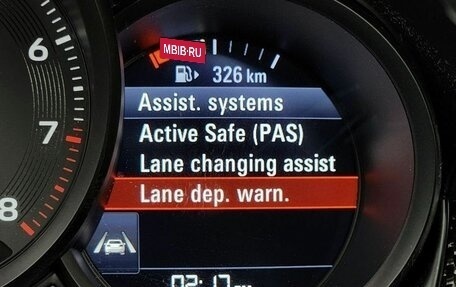 MBIB.RU
326 km
Assist. systems
Active Safe (PAS)
Lane changing assist
Lane dep. warn.
6
7
8